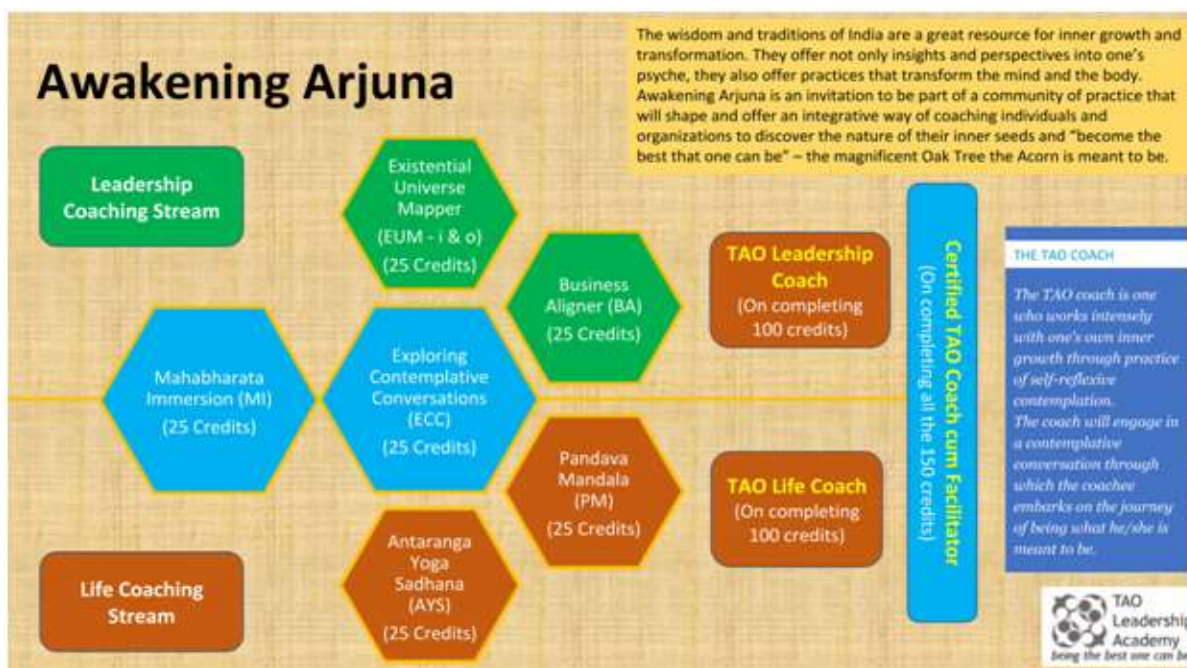 Awakening Arjuna
The wisdom and traditions of India are a great resource for inner growth and
transformation. They offer not only insights and perspectives into one's
psyche, they also offer practices that transform the mind and the body.
Awakening Arjuna is an invitation to be part of a community of practice that
will shape and offer an integrative way of coaching individuals and
organizations to discover the nature of their inner seeds and "become the
best that one can be" – the magnificent Oak Tree the Acorn is meant to be.
Leadership
Coaching Stream
Existential
Universe
Mapper
(EUM - i & o)
(25 Credits)
Business
Aligner (BA)
(25 Credits)
Mahabharata
Immersion (MI)
(25 Credits)
Exploring
Contemplative
Conversations
(ECC)
(25 Credits)
Pandava
Mandala
(PM)
(25 Credits)
Life Coaching
Stream
Antaranga
Yoga
Sadhana
(AYS)
(25 Credits)
TAO Leadership
Coach
(On completing
100 credits)
TAO Life Coach
(On completing
100 credits)
Certified TAO Coach cum Facilitator
(On completing all the 150 credits)
THE TAO COACH
The TAO coach is one
who works intensely
with one's own inner
growth through practice
of self-reflexive
contemplation.
The coach will engage in
a contemplative
conversation through
which the coachee
embarks on the journey
of being what he/she is
meant to be.
TAO
Leadership
Academy
being the best one can be